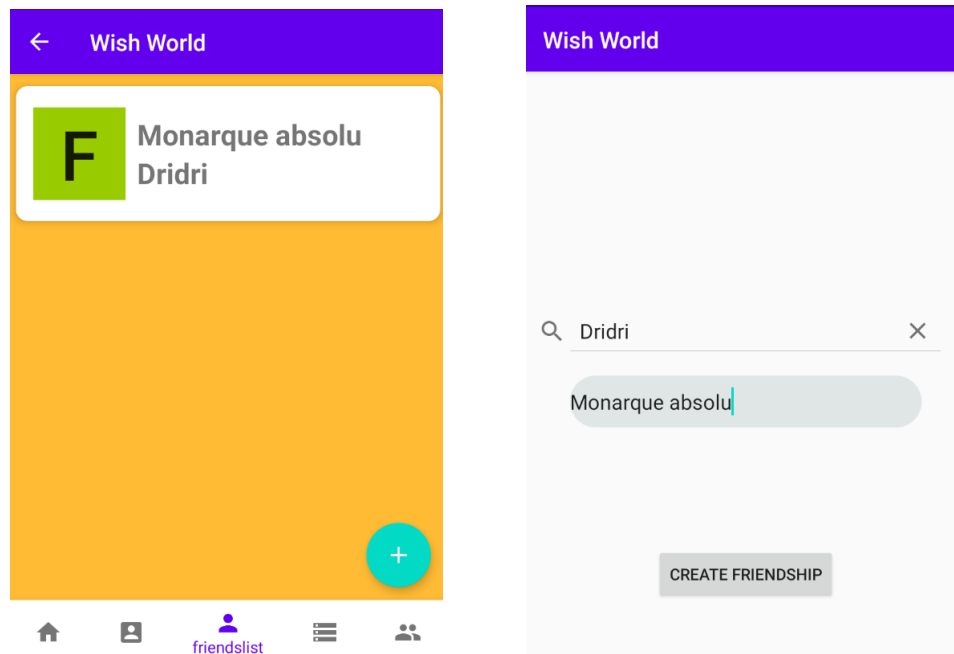 Wish World
F
Monarque absolu
Dridri
friendslist
Wish World
Dridri
Monarque absolu
CREATE FRIENDSHIP